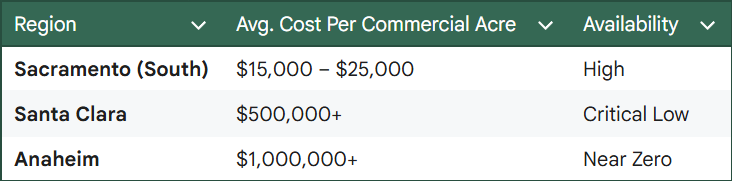 Region Avg. Cost Per Commercial Acre Availability
Sacramento (South) $15,000 – $25,000 High
Santa Clara $500,000+ Critical Low
Anaheim $1,000,000+ Near Zero